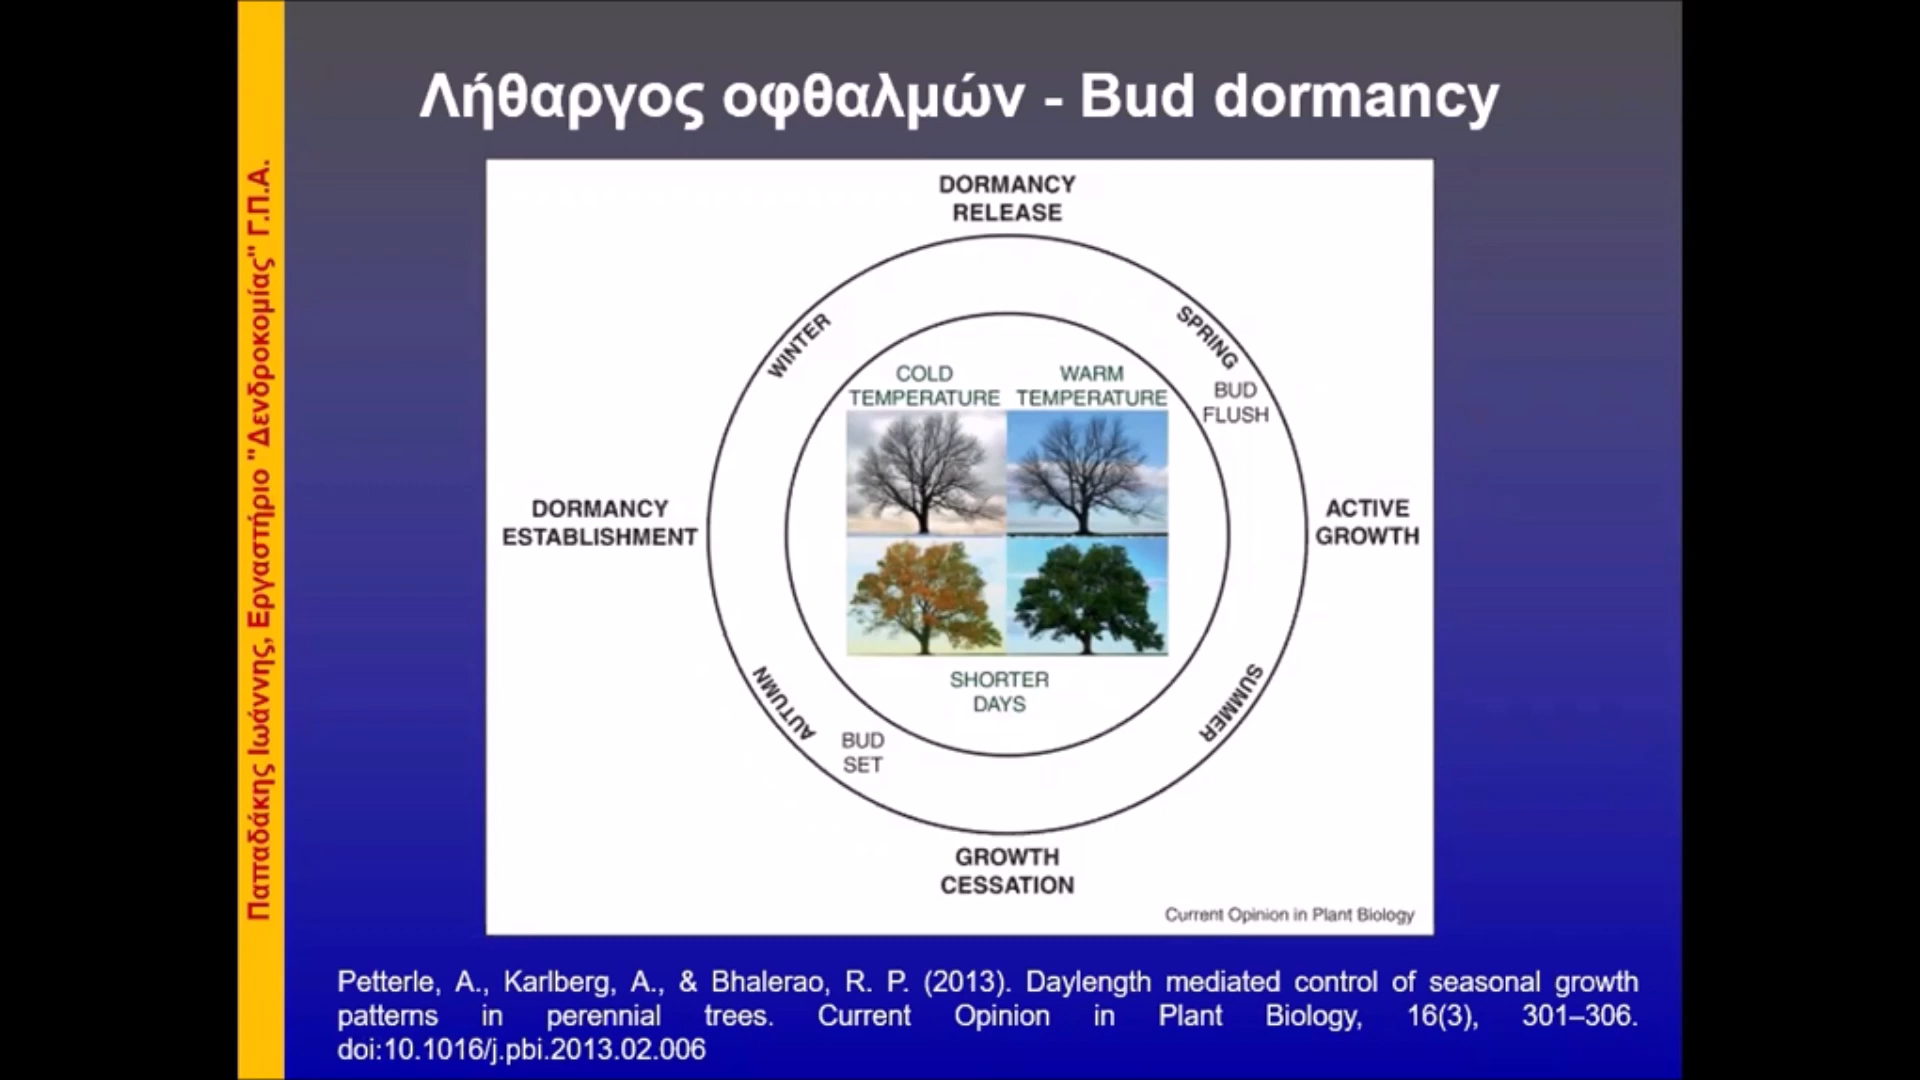 Λήθαργος οφθαλμών - Bud dormancy
Παπαδάκης Ιωάννης, Εργαστήριο "Δενδροκομίας" Γ.Π.Α.
DORMANCY
RELEASE
WINTER
SPRING
BUD
FLUSH
COLD
TEMPERATURE
WARM
TEMPERATURE
DORMANCY
ESTABLISHMENT
ACTIVE
GROWTH
SHORTER
DAYS
AUTUMN
SUMMER
BUD
SET
GROWTH
CESSATION
Current Opinion in Plant Biology
Petterle, A., Karlberg, A., & Bhalerao, R. P. (2013). Daylength mediated control of seasonal growth
patterns in perennial trees. Current Opinion in Plant Biology, 16(3), 301–306.
doi:10.1016/j.pbi.2013.02.006